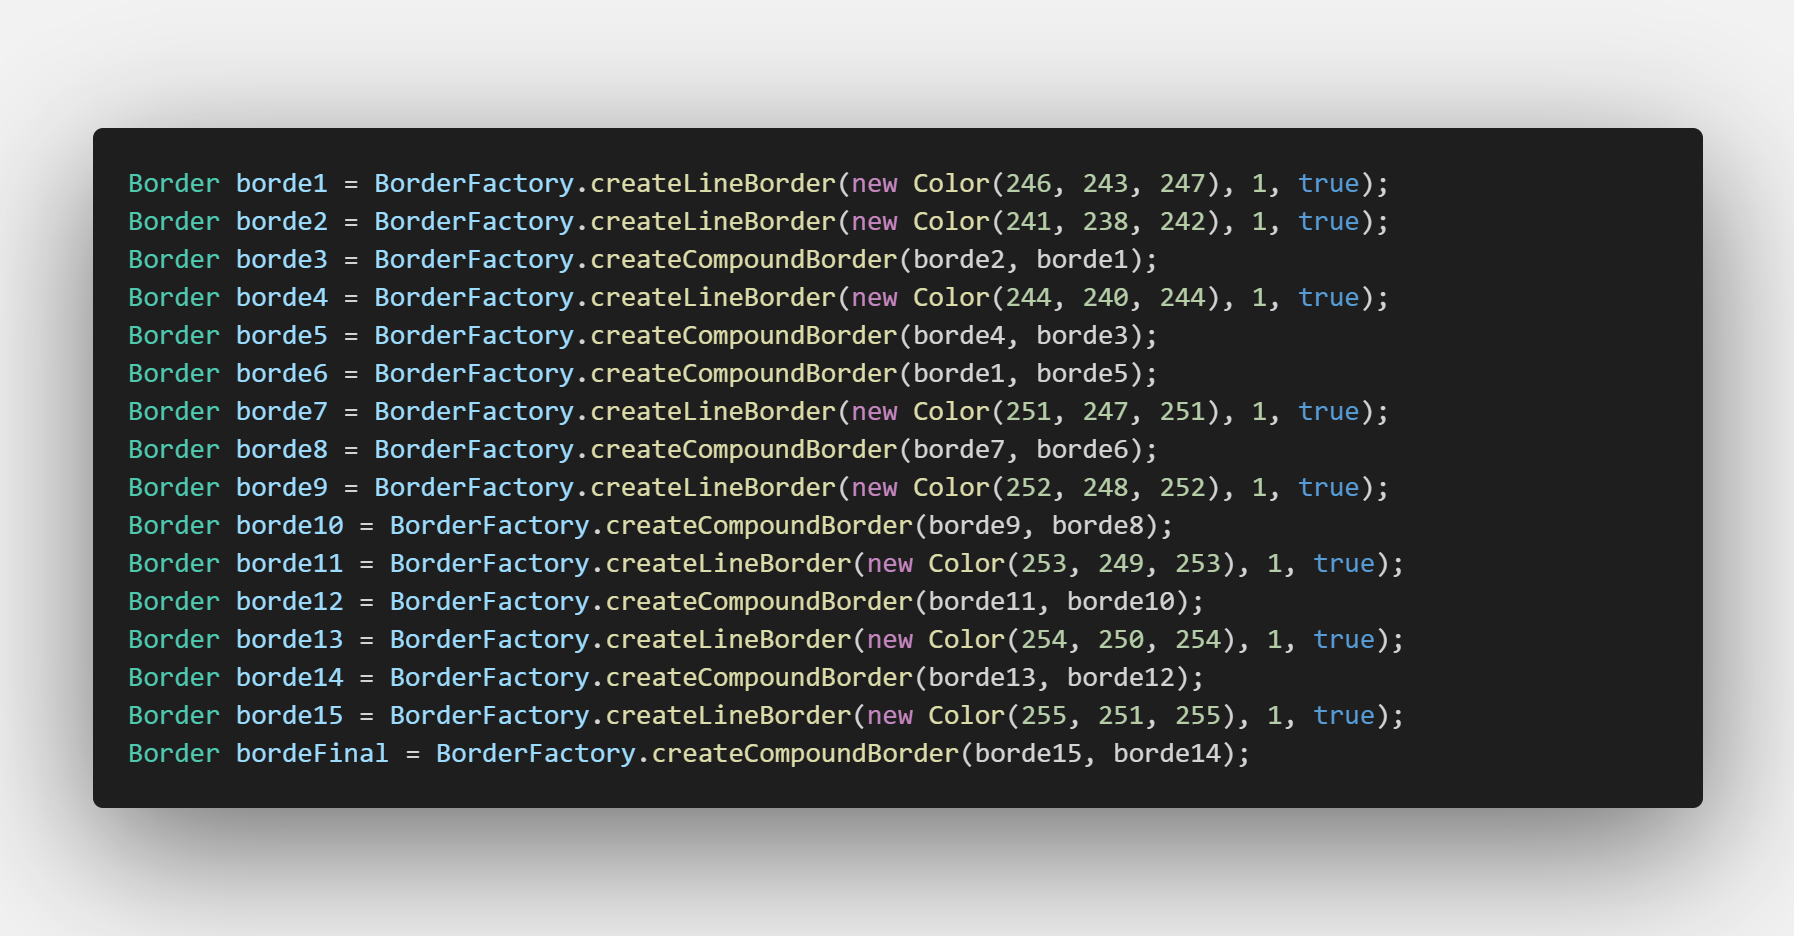 Border borde1 = BorderFactory.createLineBorder(new Color(246, 243, 247), 1, true);
Border borde2 = BorderFactory.createLineBorder(new Color(241, 238, 242), 1, true);
Border borde3 = BorderFactory.createCompoundBorder(borde2, borde1);
Border borde4 = BorderFactory.createLineBorder(new Color(244, 240, 244), 1, true);
Border borde5 = BorderFactory.createCompoundBorder(borde4, borde3);
Border borde6 = BorderFactory.createCompoundBorder(borde1, borde5);
Border borde7 = BorderFactory.createLineBorder(new Color(251, 247, 251), 1, true);
Border borde8 = BorderFactory.createCompoundBorder(borde7, borde6);
Border borde9 = BorderFactory.createLineBorder(new Color(252, 248, 252), 1, true);
Border borde10 = BorderFactory.createCompoundBorder(borde9, borde8);
Border borde11 = BorderFactory.createLineBorder(new Color(253, 249, 253), 1, true);
Border borde12 = BorderFactory.createCompoundBorder(borde11, borde10);
Border borde13 = BorderFactory.createLineBorder(new Color(254, 250, 254), 1, true);
Border borde14 = BorderFactory.createCompoundBorder(borde13, borde12);
Border borde15 = BorderFactory.createLineBorder(new Color(255, 251, 255), 1, true);
Border bordeFinal = BorderFactory.createCompoundBorder(borde15, borde14);